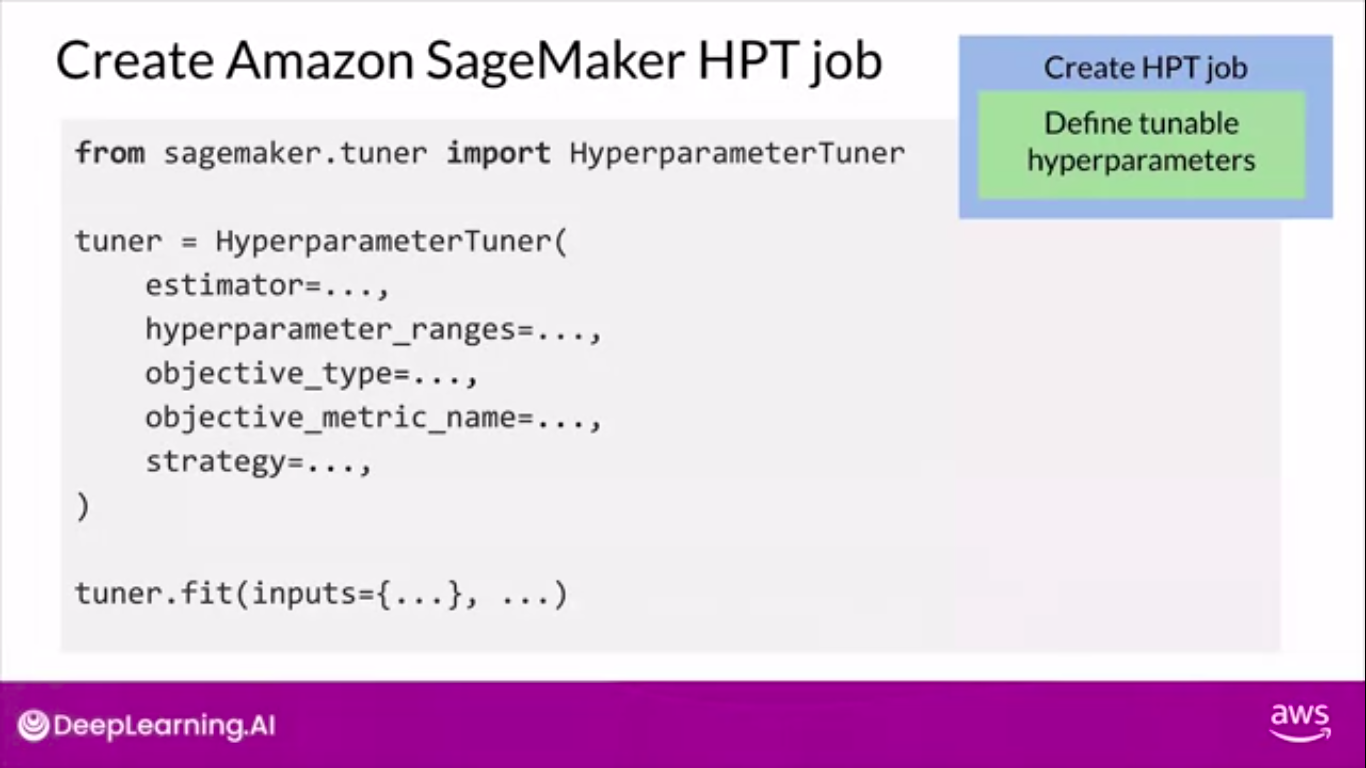 Create Amazon SageMaker HPT job
Create HPT job
Define tunable
hyperparameters
from sagemaker.tuner import HyperparameterTuner
tuner = HyperparameterTuner(
    estimator=...,
    hyperparameter_ranges=...,
    objective_type=...,
    objective_metric_name=...,
    strategy=...,
)
tuner.fit(inputs={...}, ...)
DeepLearning.AI
aws